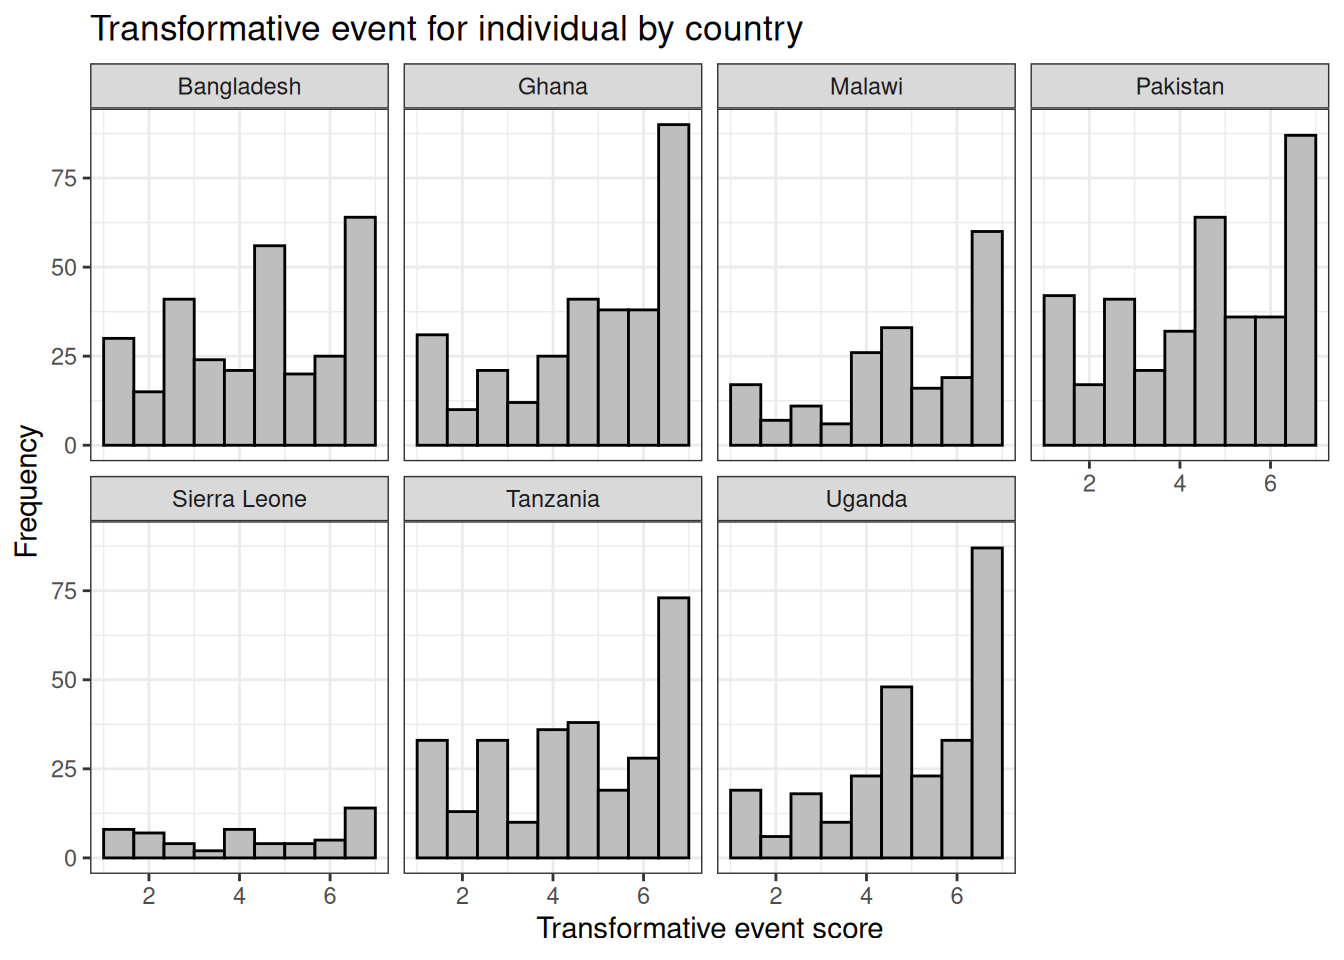 Transformative event for individual by country
Bangladesh
Ghana
Malawi
Pakistan
75
50
25
0
2 4 6
Sierra Leone
Tanzania
Uganda
75
50
25
0
2 4 6
2 4 6
2 4 6
Transformative event score
Frequency